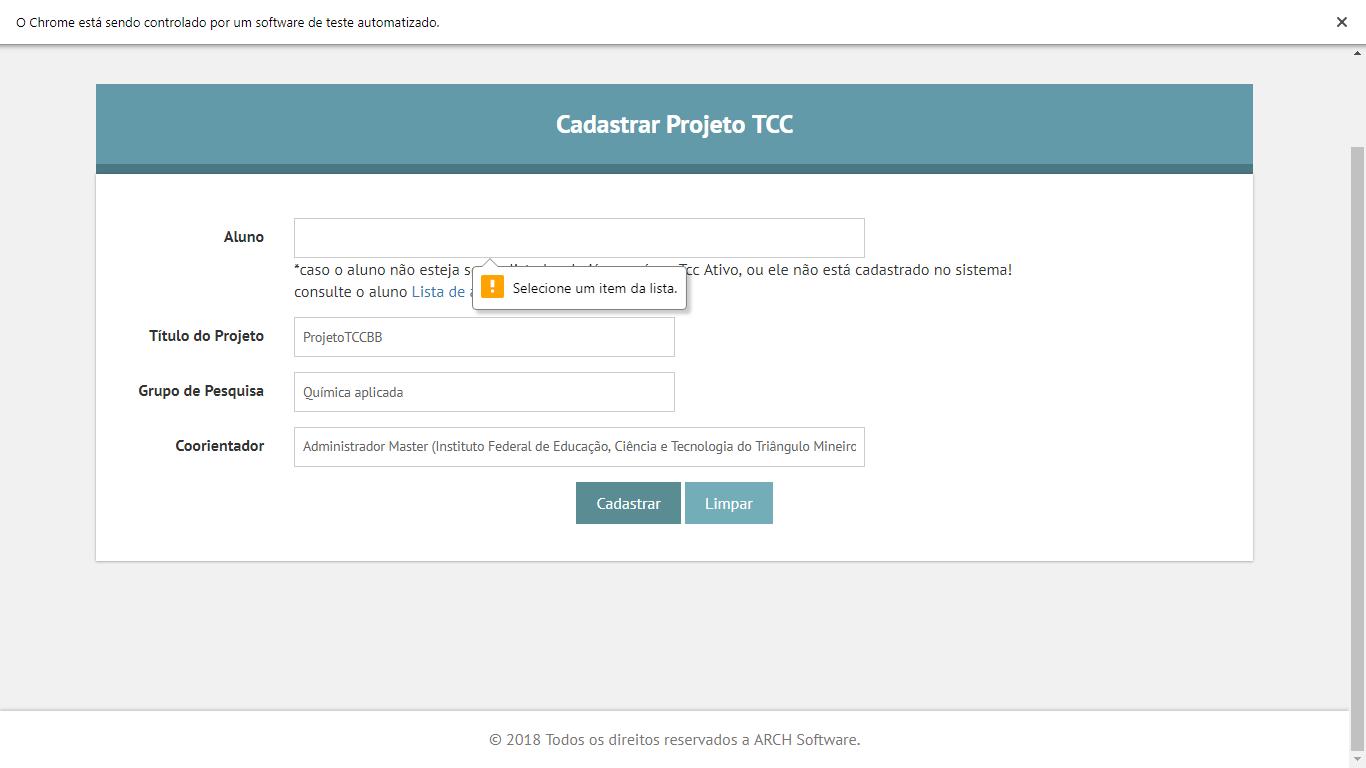 O Chrome está sendo controlado por um software de teste automatizado.
Cadastrar Projeto TCC
Aluno
*caso o aluno não esteja Tcc Ativo, ou ele não está cadastrado no sistema!
consulte o aluno Lista de
Selecione um item da lista.
Título do Projeto
ProjetoTCCBB
Grupo de Pesquisa
Química aplicada
Coorientador
Administrador Master (Instituto Federal de Educação, Ciência e Tecnologia do Triângulo Mineiro
Cadastrar
Limpar
© 2018 Todos os direitos reservados a ARCH Software.